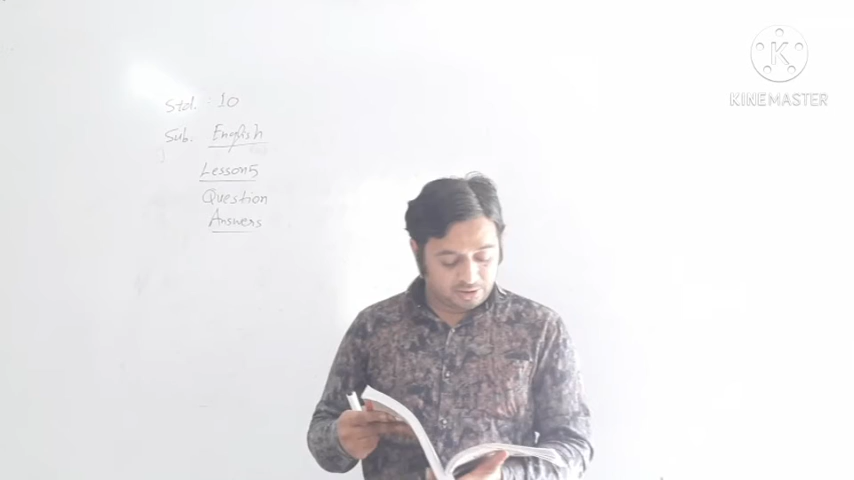 Std. : 10
Sub. English
Lesson 5
Question
Answers
K
KINEMASTER